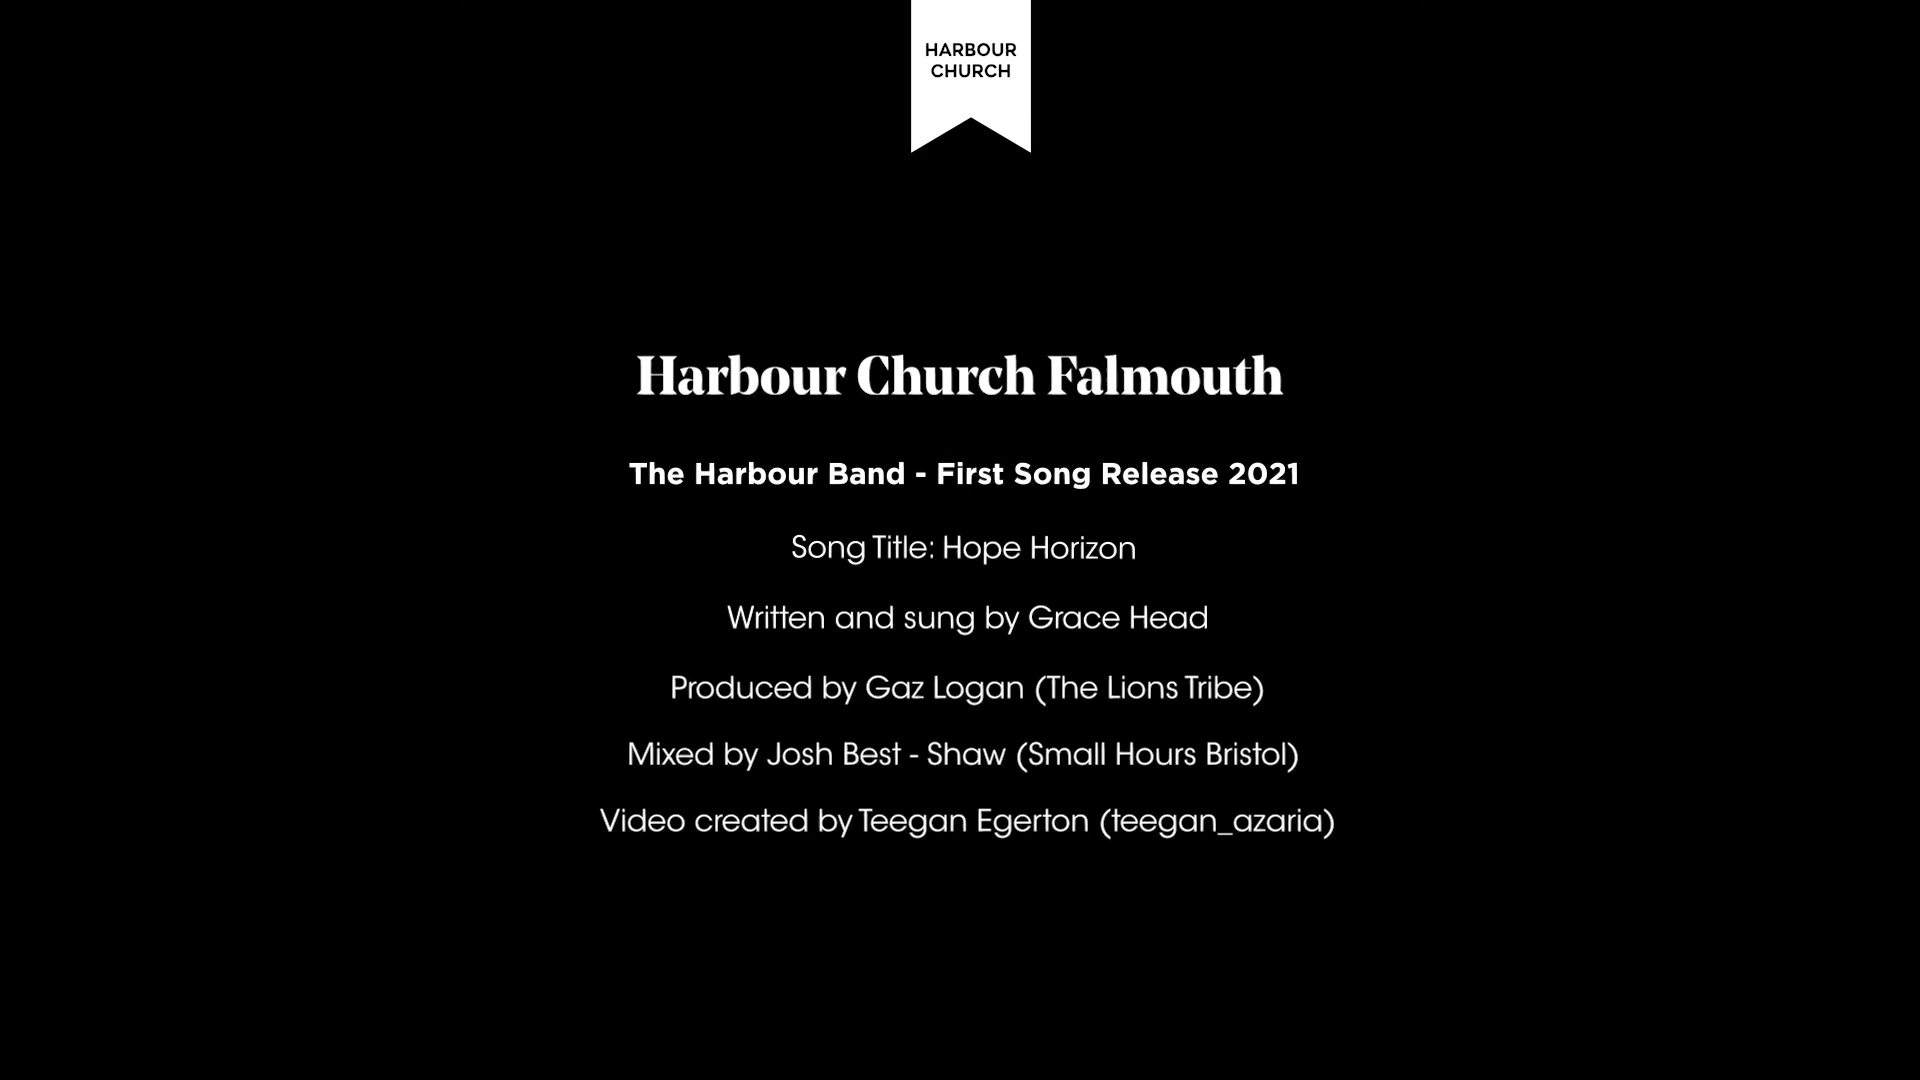 HARBOUR
CHURCH
Harbour Church Falmouth
The Harbour Band - First Song Release 2021
Song Title: Hope Horizon
Written and sung by Grace Head
Produced by Gaz Logan (The Lions Tribe)
Mixed by Josh Best - Shaw (Small Hours Bristol)
Video created by Teegan Egerton (teegan_azaria)